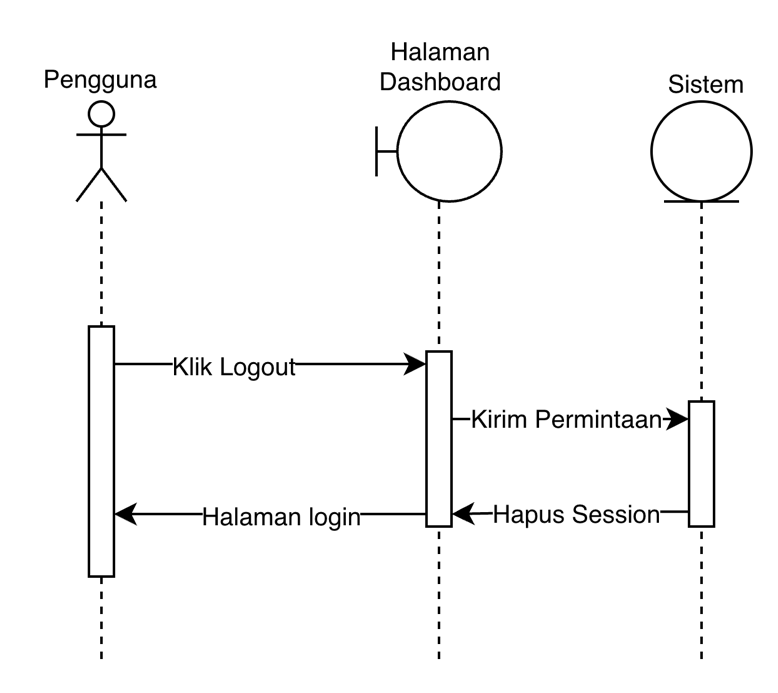 Pengguna
Halaman
Dashboard
Sistem
Klik Logout
Kirim Permintaan
Halaman login
Hapus Session